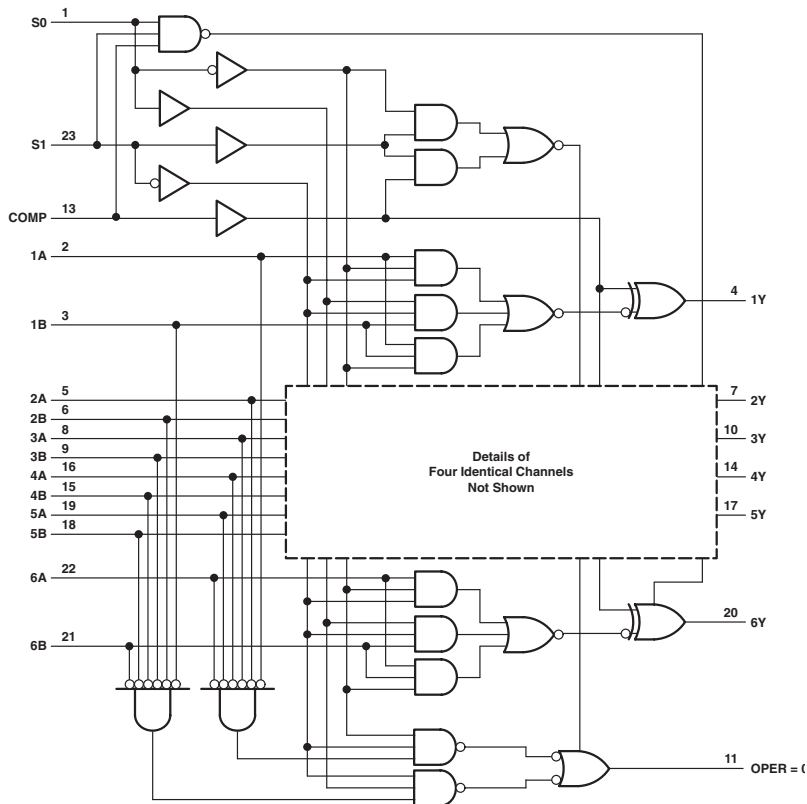 S0 1
S1 23
COMP 13
1A 2
4 1Y
1B 3
2A 5
7 2Y
2B 6
3A 8
10 3Y
3B 9
Details of
Four Identical Channels
Not Shown
4A 16
14 4Y
4B 15
5A 19
17 5Y
5B 18
6A 22
20 6Y
6B 21
11 OPER = 0